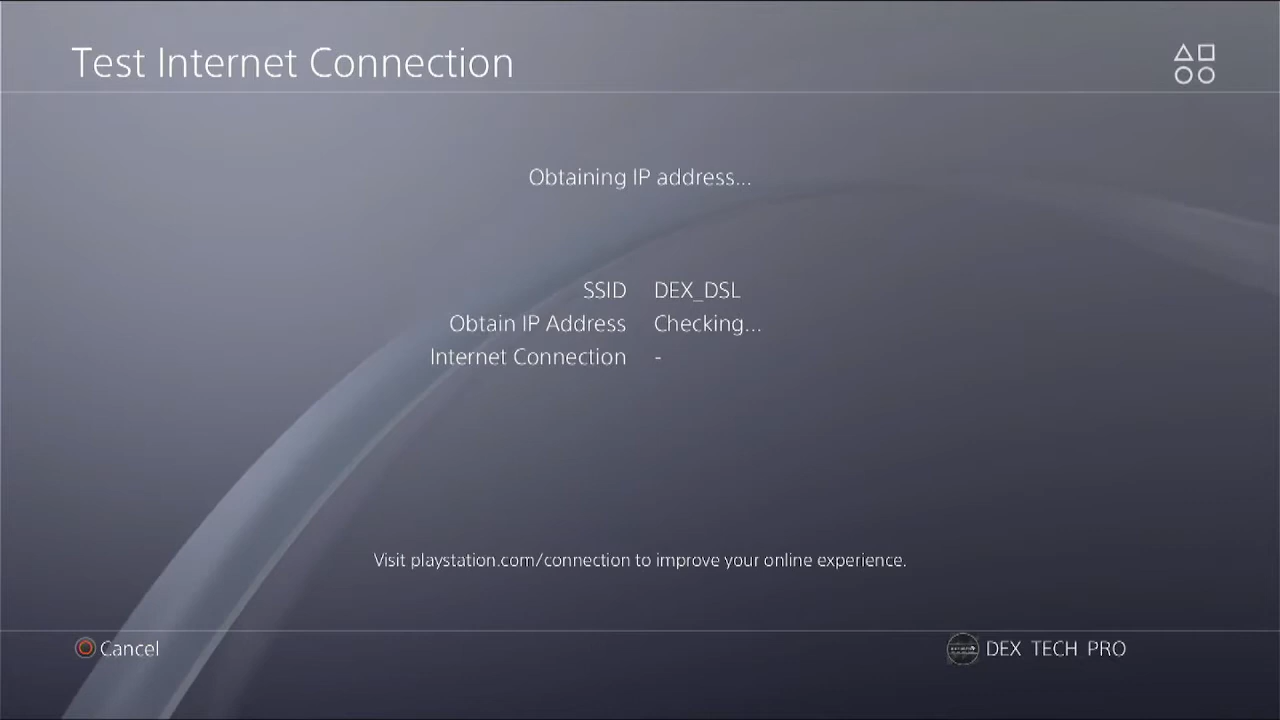 Test Internet Connection
Obtaining IP address...
SSID DEX_DSL
Obtain IP Address Checking...
Internet Connection -
Visit playstation.com/connection to improve your online experience.
Cancel
DEX TECH PRO